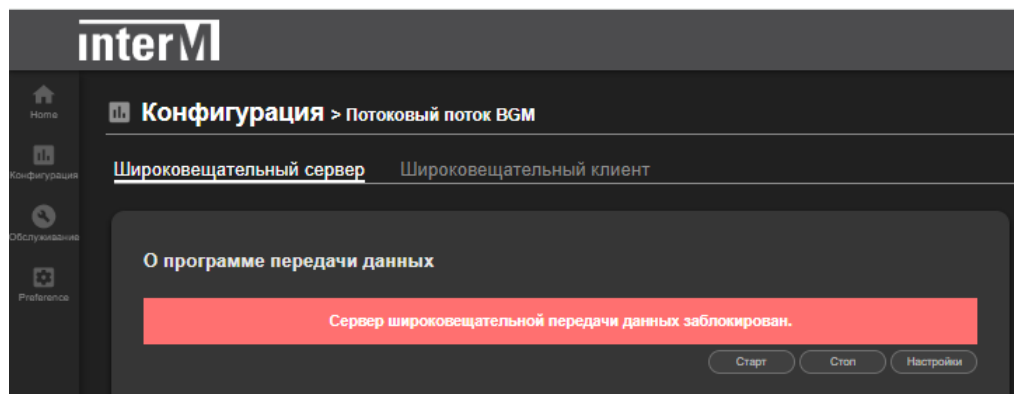 interM
Home
Конфигурация > Потоковый поток BGM
Конфигурация
Широковещательный сервер Широковещательный клиент
Обслуживание
О программе передачи данных
Preference
Сервер широковещательной передачи данных заблокирован.
Старт Стоп Настройки